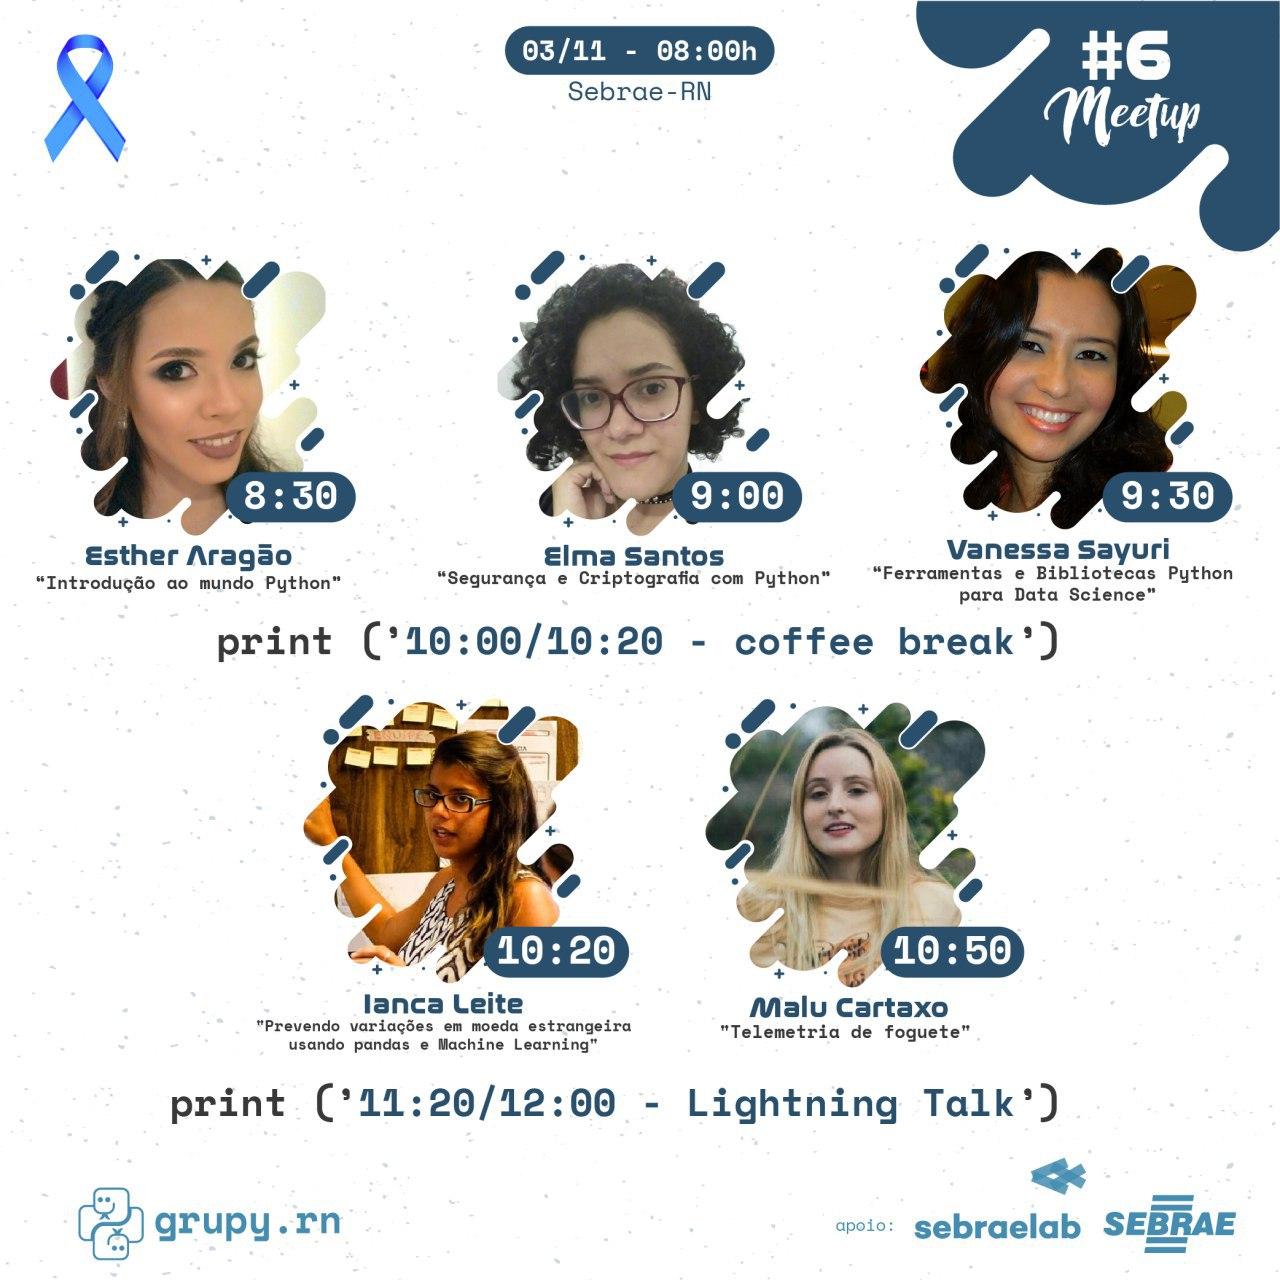 03/11 - 08:00h
Sebrae-RN
#6
Meetup
8:30
Esther Aragão
“Introdução ao mundo Python”
9:00
Elma Santos
“Segurança e Criptografia com Python”
9:30
Vanessa Sayuri
“Ferramentas e Bibliotecas Python
para Data Science”
print (’10:00/10:20 - coffee break’)
EQUIPE
10:20
Ianca Leite
"Prevendo variações em moeda estrangeira
usando pandas e Machine Learning"
10:50
Malu Cartaxo
"Telemetria de foguete"
print (’11:20/12:00 - Lightning Talk’)
grupy.rn
apoio:
sebraelab
SEBRAE